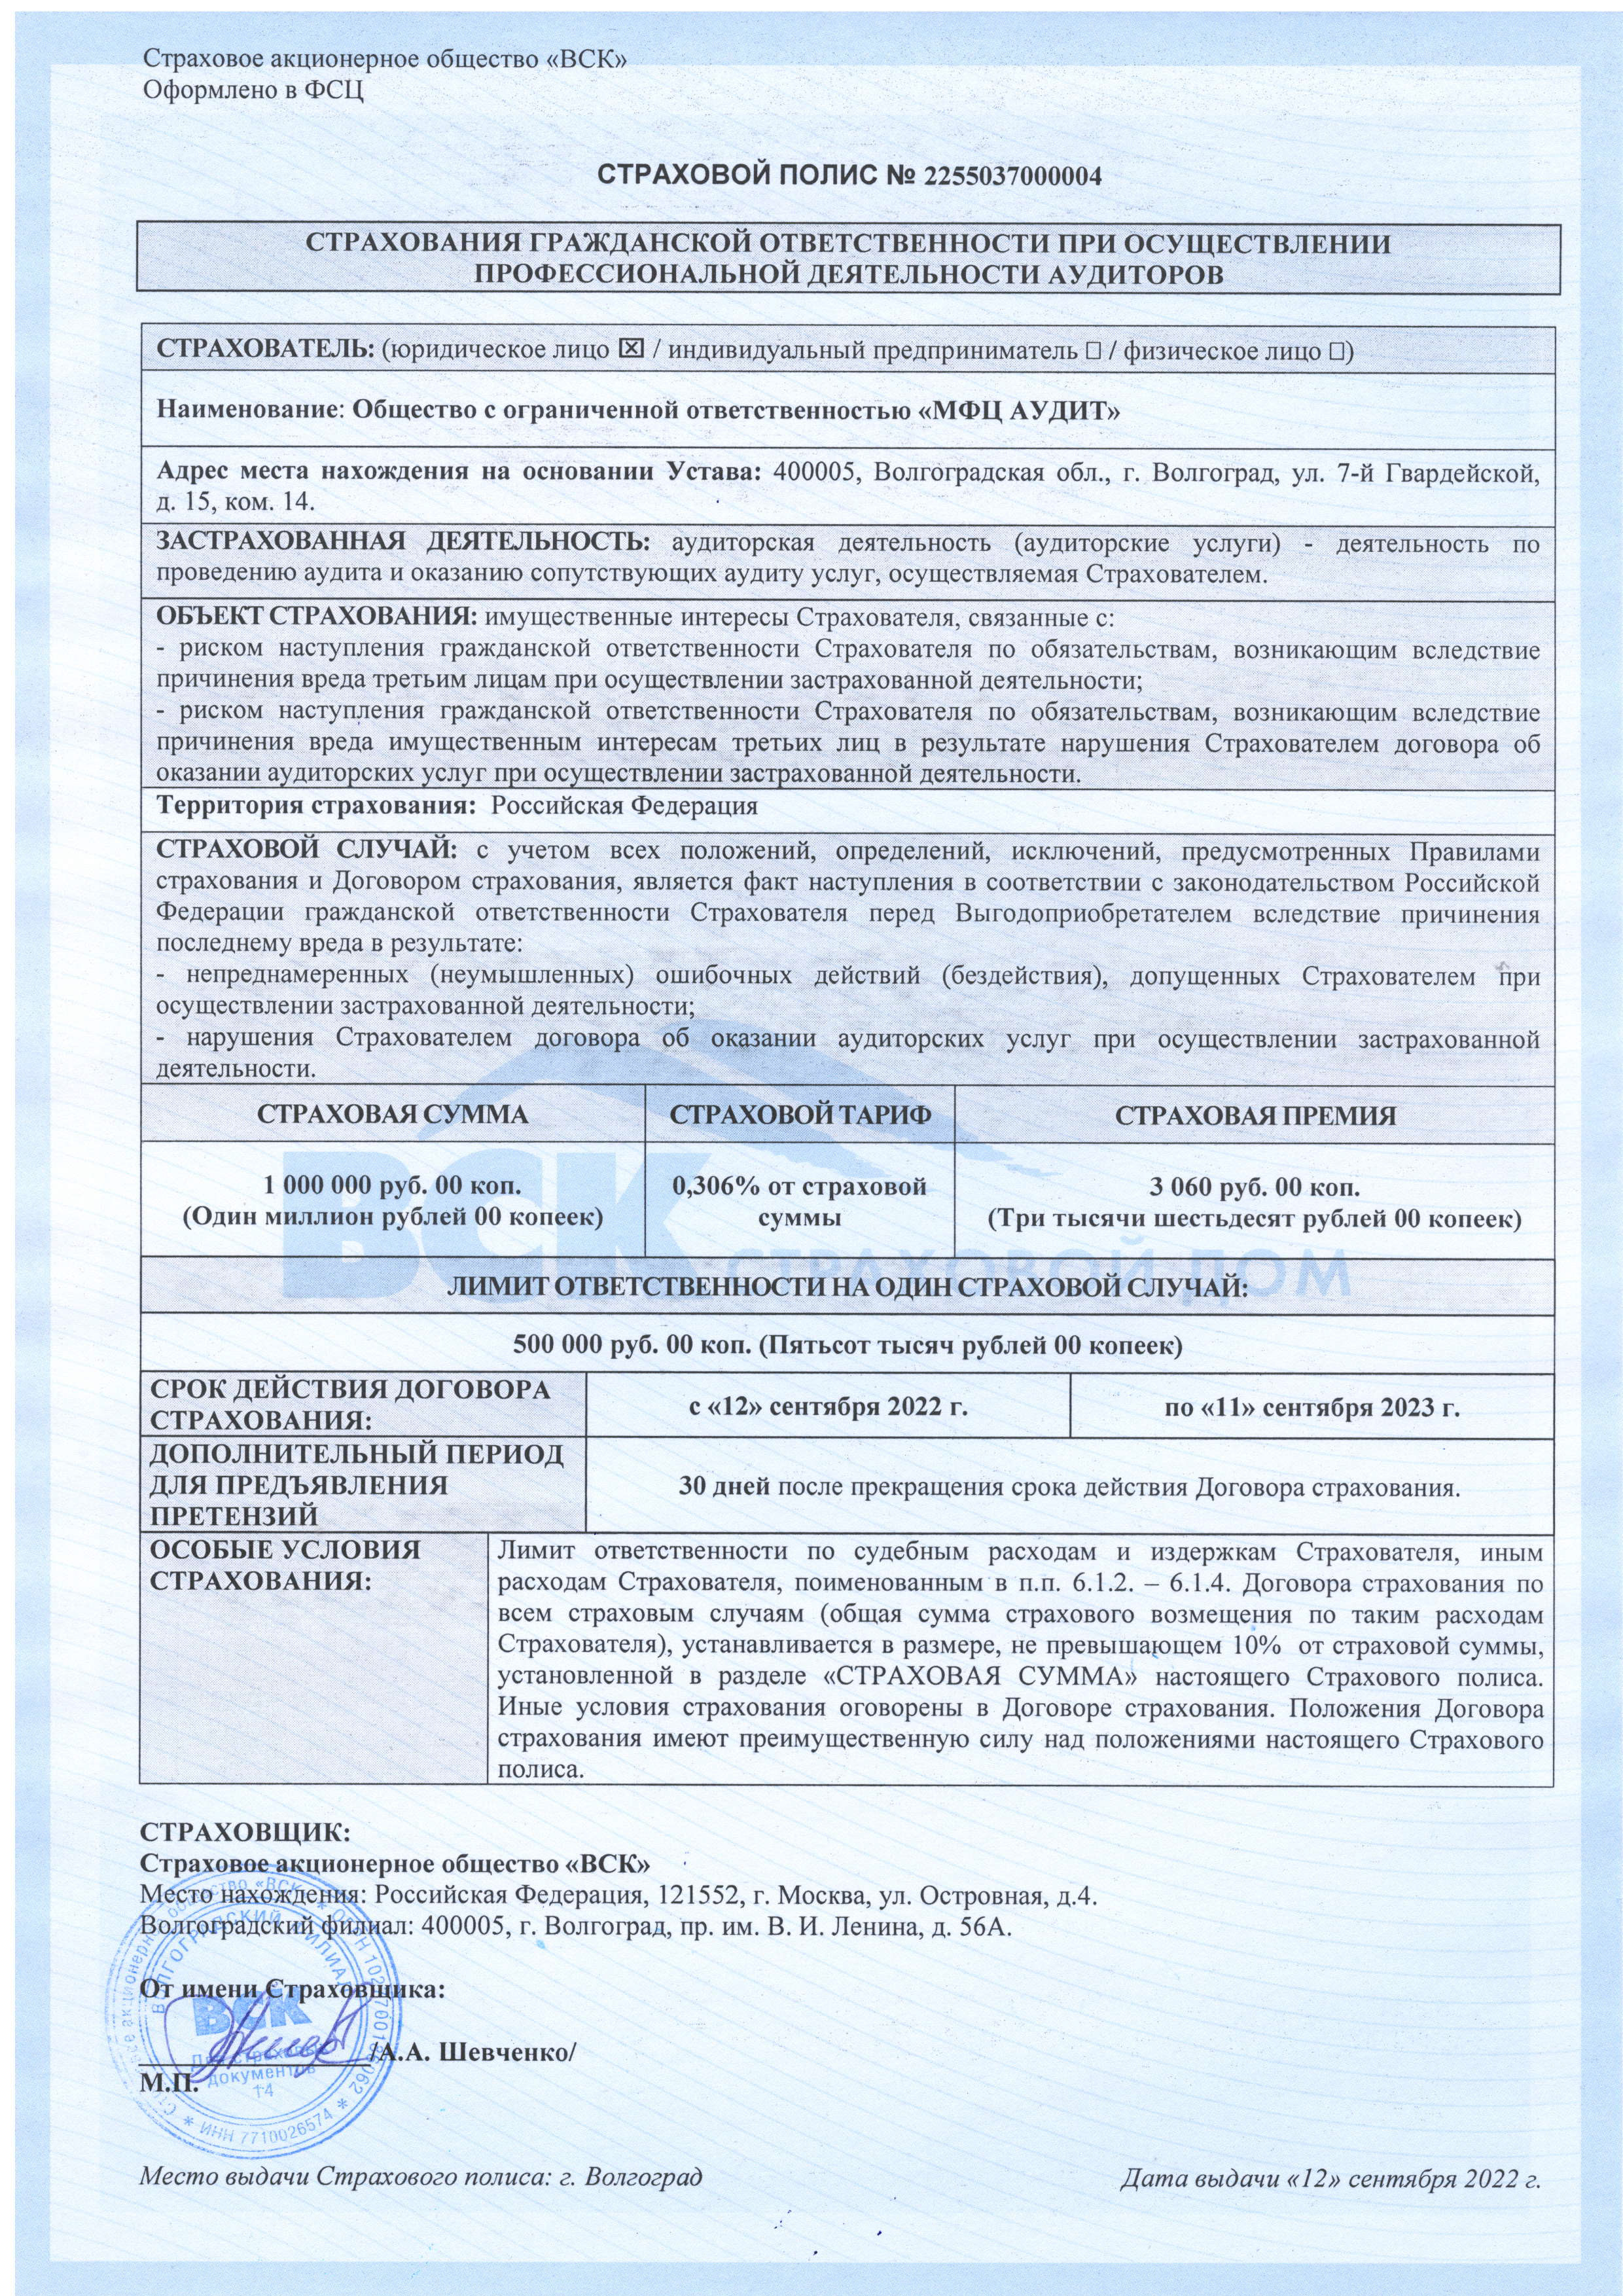 Страховое акционерное общество «ВСК»
Оформлено в ФСЦ
СТРАХОВОЙ ПОЛИС № 2255037000004
СТРАХОВАНИЯ ГРАЖДАНСКОЙ ОТВЕТСТВЕННОСТИ ПРИ ОСУЩЕСТВЛЕНИИ
ПРОФЕССИОНАЛЬНОЙ ДЕЯТЕЛЬНОСТИ АУДИТОРОВ
СТРАХОВАТЕЛЬ: (юридическое лицо ☒ / индивидуальный предприниматель □ / физическое лицо □)
Наименование: Общество с ограниченной ответственностью «МФЦ АУДИТ»
Адрес места нахождения на основании Устава: 400005, Волгоградская обл., г. Волгоград, ул. 7-й Гвардейской,
д. 15, ком. 14.
ЗАСТРАХОВАННАЯ ДЕЯТЕЛЬНОСТЬ: аудиторская деятельность (аудиторские услуги) - деятельность по
проведению аудита и оказанию сопутствующих аудиту услуг, осуществляемая Страхователем.
ОБЪЕКТ СТРАХОВАНИЯ: имущественные интересы Страхователя, связанные с:
- риском наступления гражданской ответственности Страхователя по обязательствам, возникающим вследствие
причинения вреда третьим лицам при осуществлении застрахованной деятельности;
- риском наступления гражданской ответственности Страхователя по обязательствам, возникающим вследствие
причинения вреда имущественным интересам третьих лиц в результате нарушения Страхователем договора об
оказании аудиторских услуг при осуществлении застрахованной деятельности.
Территория страхования: Российская Федерация
СТРАХОВОЙ СЛУЧАЙ: с учетом всех положений, определений, исключений, предусмотренных Правилами
страхования и Договором страхования, является факт наступления в соответствии с законодательством Российской
Федерации гражданской ответственности Страхователя перед Выгодоприобретателем вследствие причинения
последнему вреда в результате:
- непреднамеренных (неумышленных) ошибочных действий (бездействия), допущенных Страхователем при
осуществлении застрахованной деятельности;
- нарушения Страхователем договора об оказании аудиторских услуг при осуществлении застрахованной
деятельности.
СТРАХОВАЯ СУММА СТРАХОВОЙ ТАРИФ СТРАХОВАЯ ПРЕМИЯ
1 000 000 руб. 00 коп. 0,306% от страховой 3 060 руб. 00 коп.
(Один миллион рублей 00 копеек) суммы (Три тысячи шестьдесят рублей 00 копеек)
ВСК СТРАХОВОЙ ДОМ
ЛИМИТ ОТВЕТСТВЕННОСТИ НА ОДИН СТРАХОВОЙ СЛУЧАЙ:
500 000 руб. 00 коп. (Пятьсот тысяч рублей 00 копеек)
СРОК ДЕЙСТВИЯ ДОГОВОРА
СТРАХОВАНИЯ:
с «12» сентября 2022 г. по «11» сентября 2023 г.
ДОПОЛНИТЕЛЬНЫЙ ПЕРИОД
ДЛЯ ПРЕДЪЯВЛЕНИЯ
ПРЕТЕНЗИЙ
30 дней после прекращения срока действия Договора страхования.
ОСОБЫЕ УСЛОВИЯ
СТРАХОВАНИЯ:
Лимит ответственности по судебным расходам и издержкам Страхователя, иным
расходам Страхователя, поименованным в п.п. 6.1.2. – 6.1.4. Договора страхования по
всем страховым случаям (общая сумма страхового возмещения по таким расходам
Страхователя), устанавливается в размере, не превышающем 10% от страховой суммы,
установленной в разделе «СТРАХОВАЯ СУММА» настоящего Страхового полиса.
Иные условия страхования оговорены в Договоре страхования. Положения Договора
страхования имеют преимущественную силу над положениями настоящего Страхового
полиса.
СТРАХОВЩИК:
Страховое акционерное общество «ВСК»
Место нахождения: Российская Федерация, 121552, г. Москва, ул. Островная, д.4.
Волгоградский филиал: 400005, г. Волгоград, пр. им. В. И. Ленина, д. 56А.
От имени Страховщика:
/А.А. Шевченко/
М.П.
ВОЛГОГРАДСКИЙ ФИЛИАЛ
ВСК
документов
14
ИНН 7710026574
Место выдачи Страхового полиса: г. Волгоград
Дата выдачи «12» сентября 2022 г.